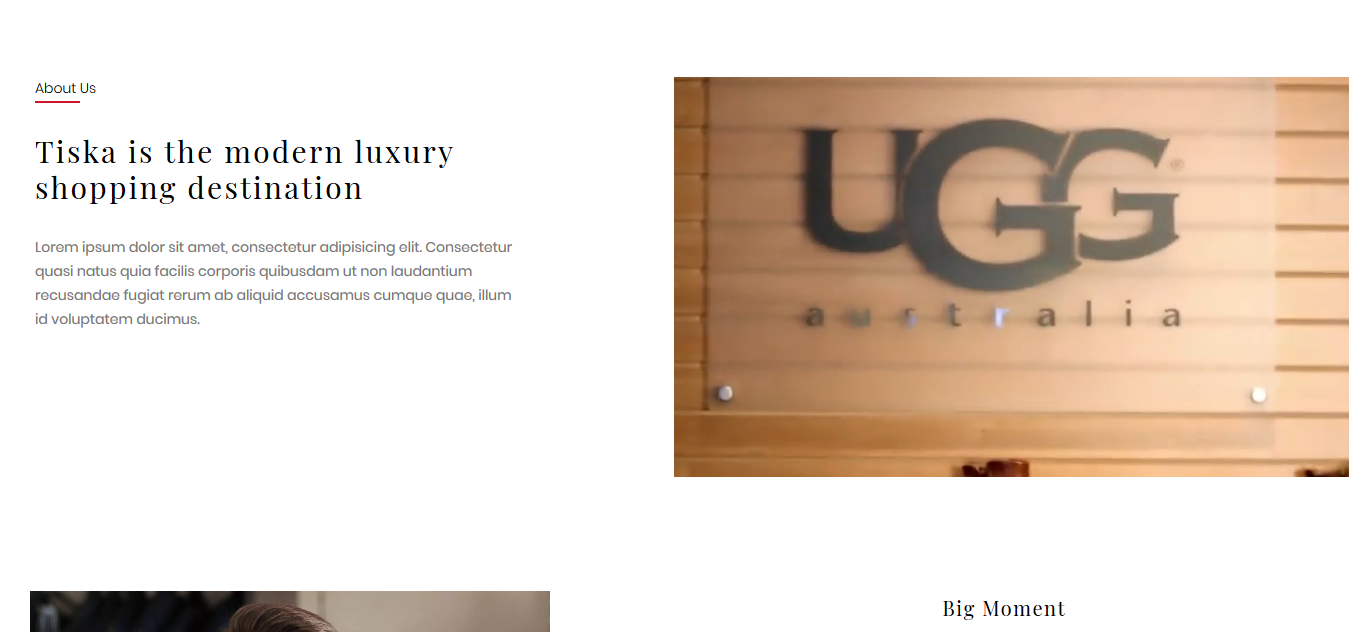 About Us
Tiska is the modern luxury
shopping destination
Lorem ipsum dolor sit amet, consectetur adipisicing elit. Consectetur
quasi natus quia facilis corporis quibusdam ut non laudantium
recusandae fugiat rerum ab aliquid accusamus cumque quae, illum
id voluptatem ducimus.
UGG®
australia
Big Moment